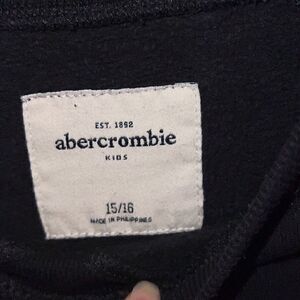 EST. 1892
abercrombie
KIDS
15/16
MADE IN PHILIPPINES